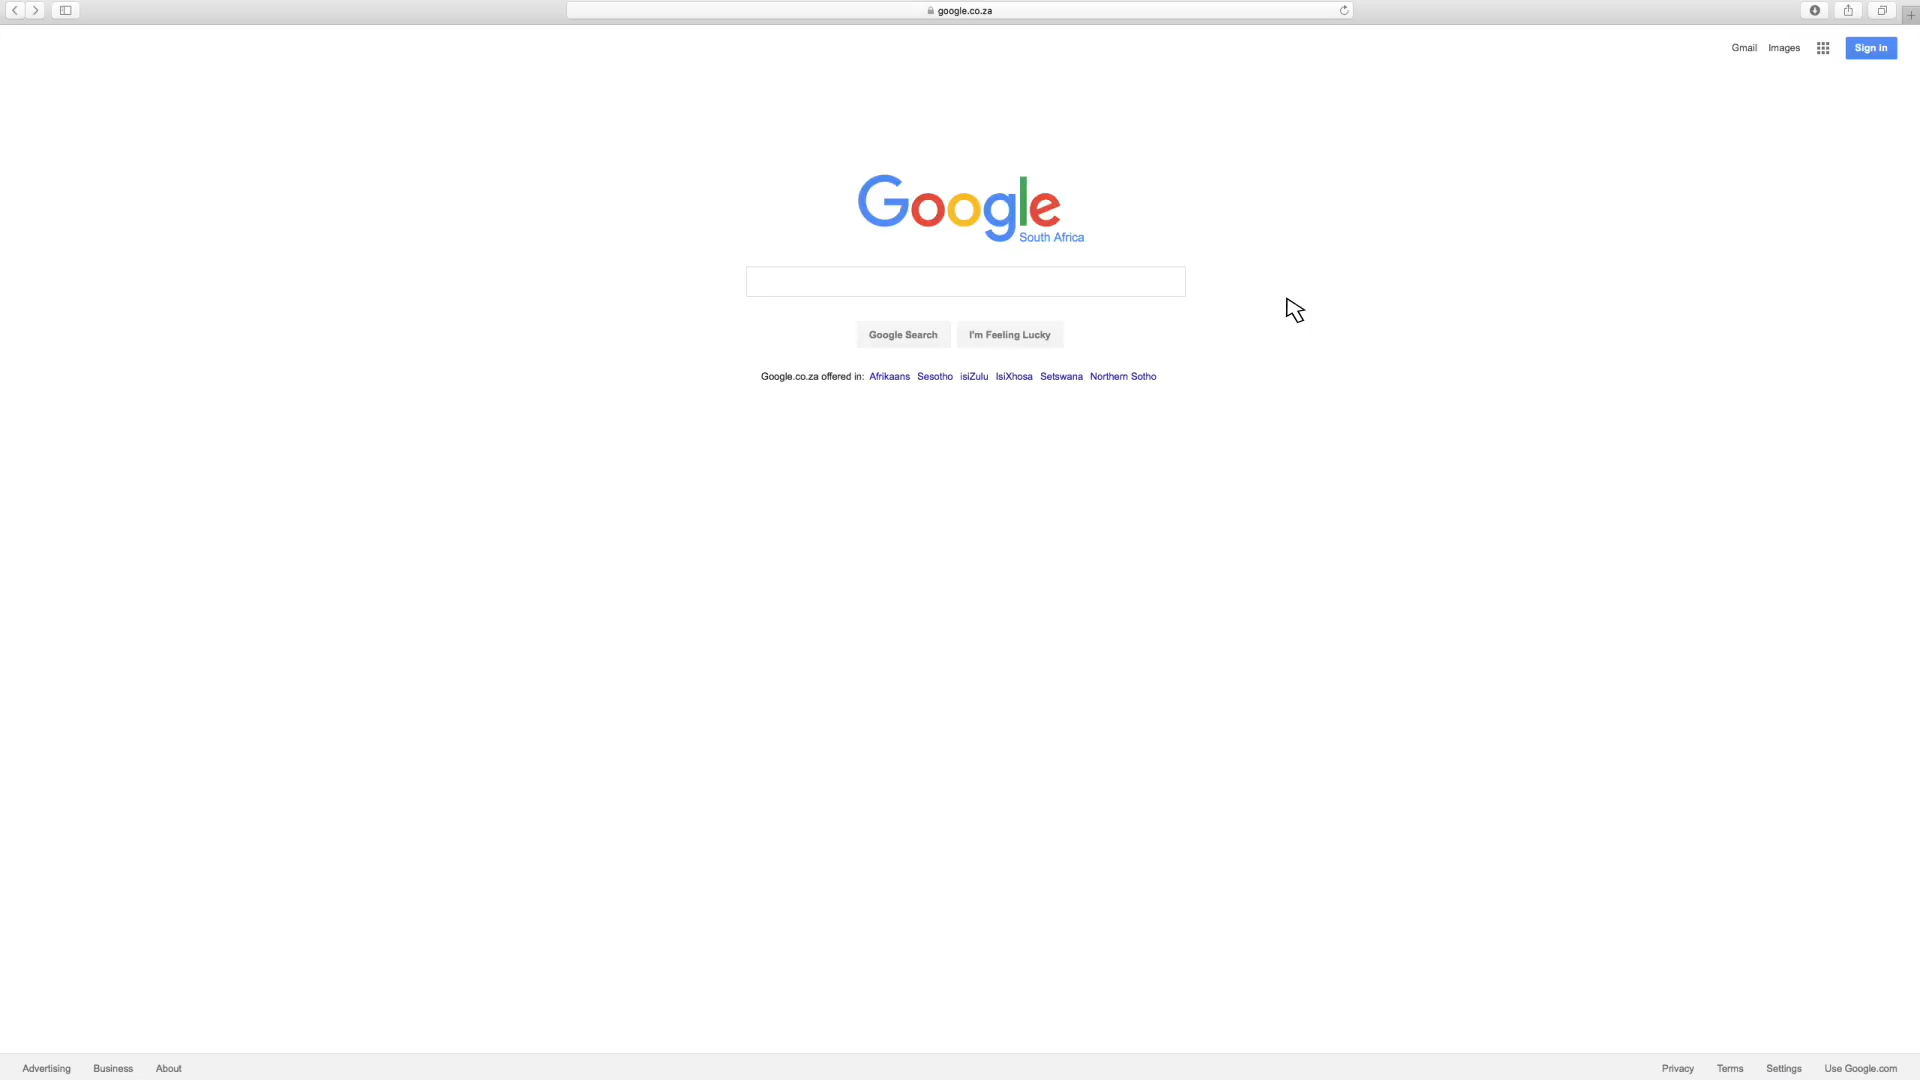 google.co.za
Gmail Images Sign in
Google
South Africa
Google Search I'm Feeling Lucky
Google.co.za offered in: Afrikaans Sesotho isiZulu IsiXhosa Setswana Northern Sotho
Advertising Business About Privacy Terms Settings Use Google.com